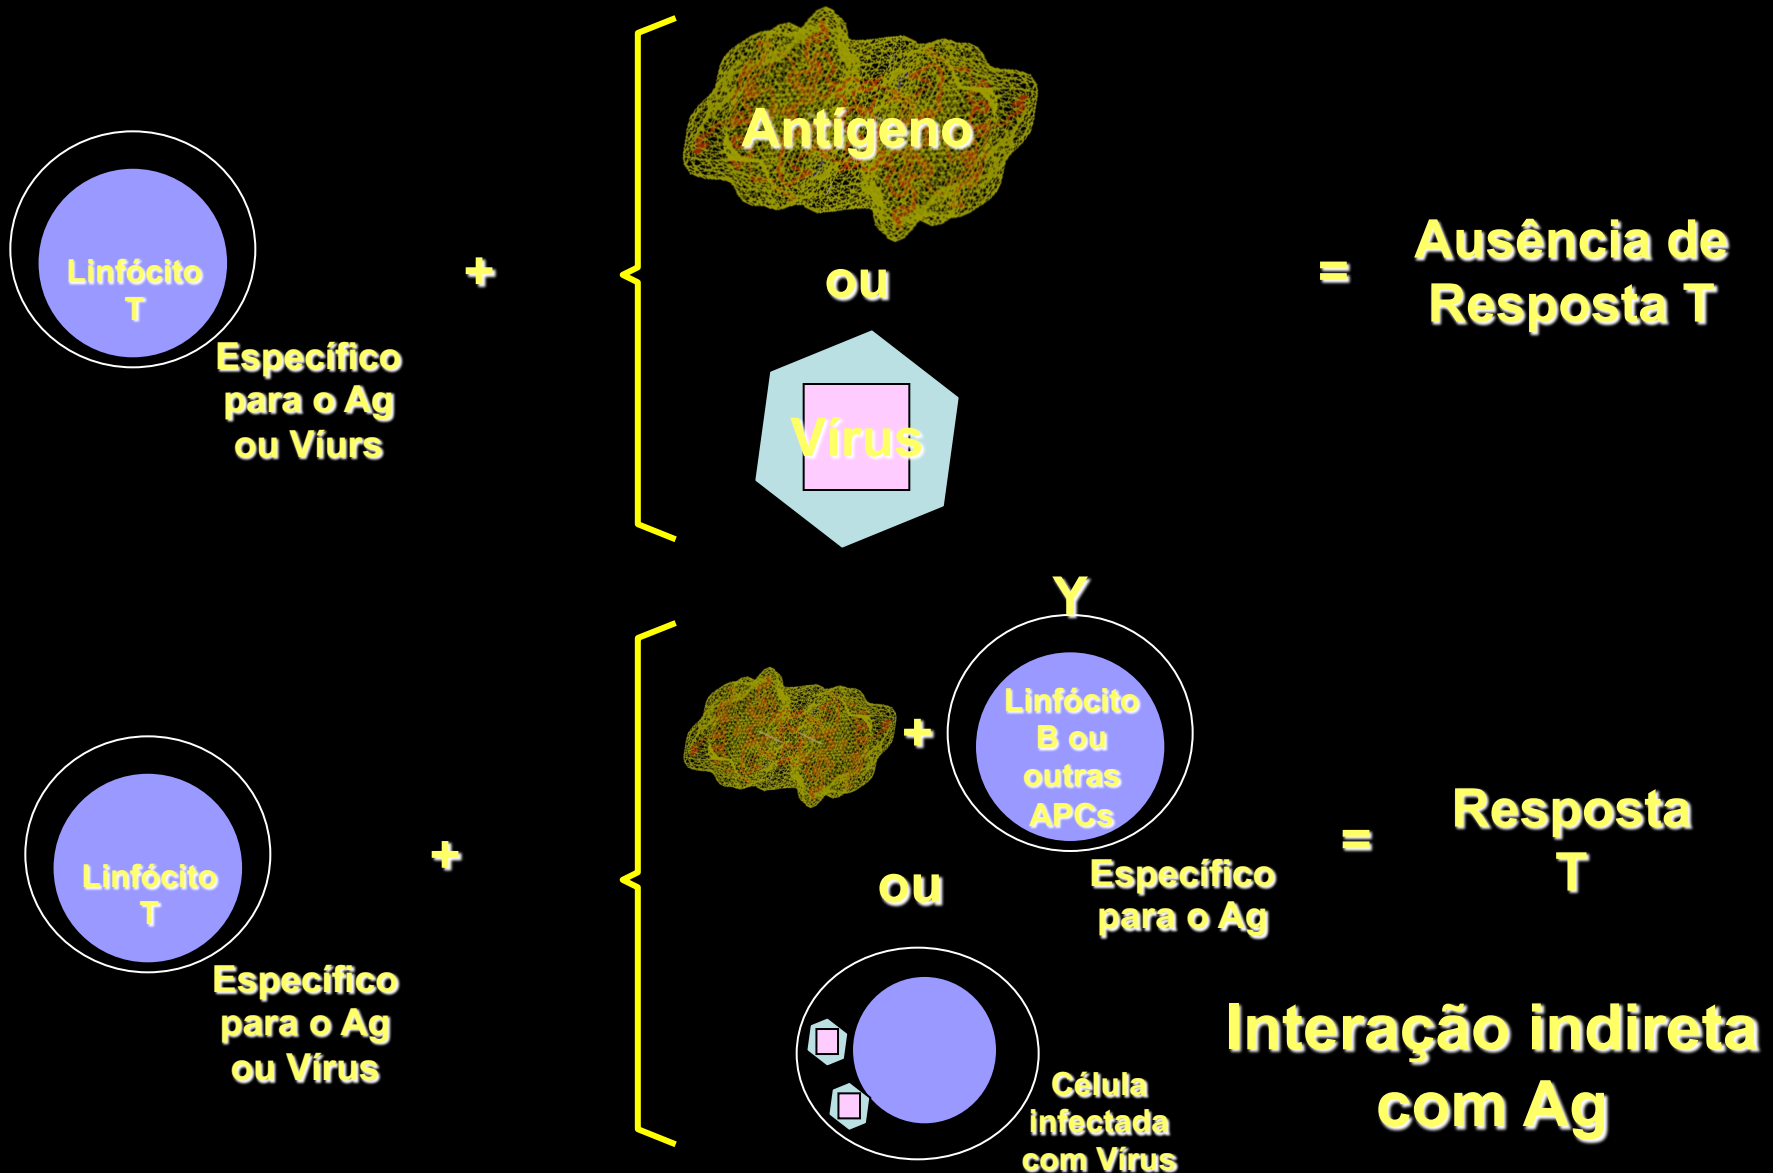 Antígeno
Linfócito
T
+
ou
=
Ausência de
Resposta T
Específico
para o Ag
ou Víurs
Vírus
Y
Linfócito
B ou
outras
APCs
+
Linfócito
T
+
ou
Específico
para o Ag
=
Resposta
T
Específico
para o Ag
ou Vírus
Célula
infectada
com Vírus
Interação indireta
com Ag